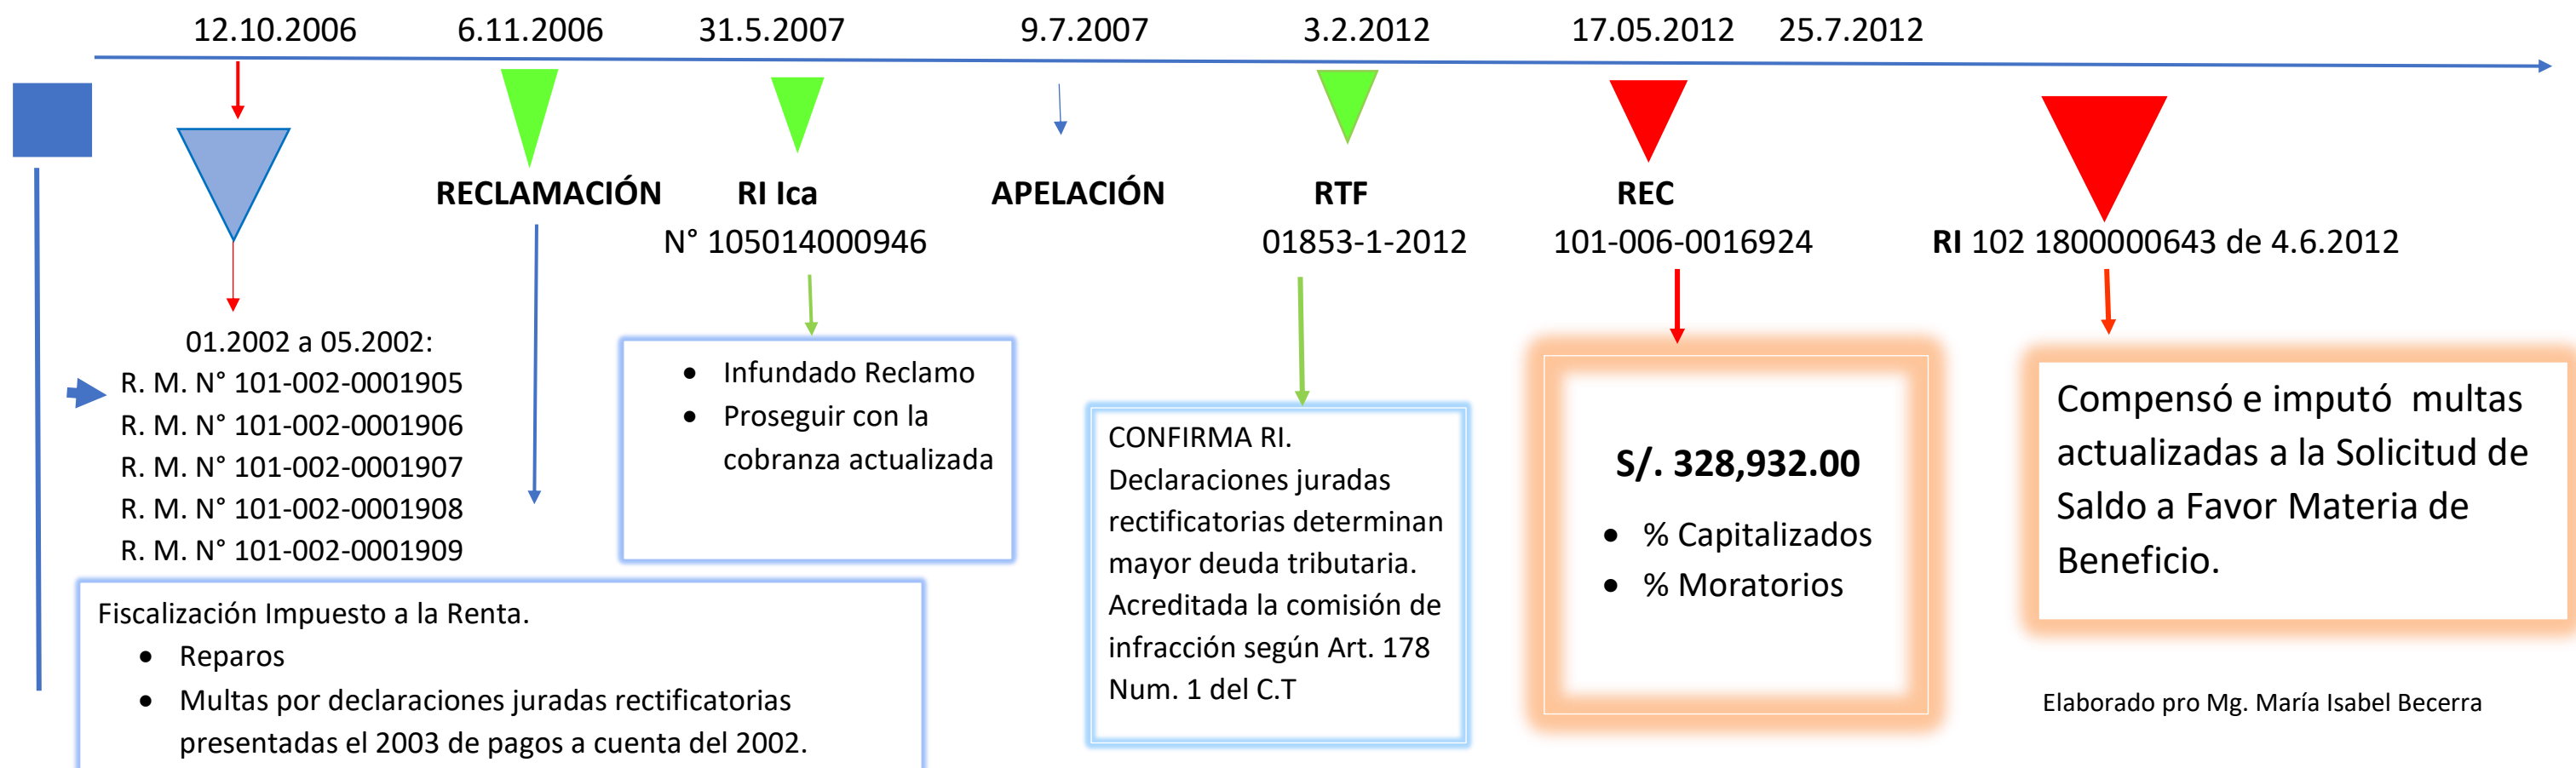 12.10.2006 6.11.2006 31.5.2007 9.7.2007 3.2.2012 17.05.2012 25.7.2012
RECLAMACIÓN RI Ica APELACIÓN RTF REC
N° 105014000946 01853-1-2012 101-006-0016924 RI 102 1800000643 de 4.6.2012
01.2002 a 05.2002:
R. M. N° 101-002-0001905
R. M. N° 101-002-0001906
R. M. N° 101-002-0001907
R. M. N° 101-002-0001908
R. M. N° 101-002-0001909
Fiscalización Impuesto a la Renta.
• Reparos
• Multas por declaraciones juradas rectificatorias
presentadas el 2003 de pagos a cuenta del 2002.
• Infundado Reclamo
• Proseguir con la
cobranza actualizada
CONFIRMA RI.
Declaraciones juradas
rectificatorias determinan
mayor deuda tributaria.
Acreditada la comisión de
infracción según Art. 178
Num. 1 del C.T
S/. 328,932.00
• % Capitalizados
• % Moratorios
Compensó e imputó multas
actualizadas a la Solicitud de
Saldo a Favor Materia de
Beneficio.
Elaborado pro Mg. María Isabel Becerra